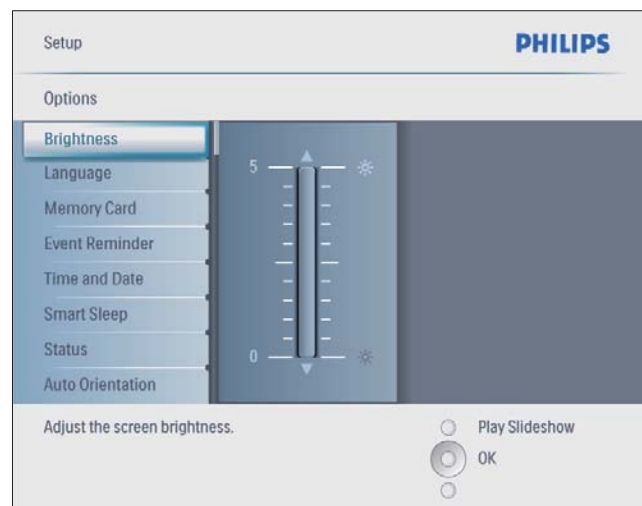 Setup
PHILIPS
Options
Brightness
Language
Memory Card
Event Reminder
Time and Date
Smart Sleep
Status
Auto Orientation
5
0
Adjust the screen brightness.
Play Slideshow
OK